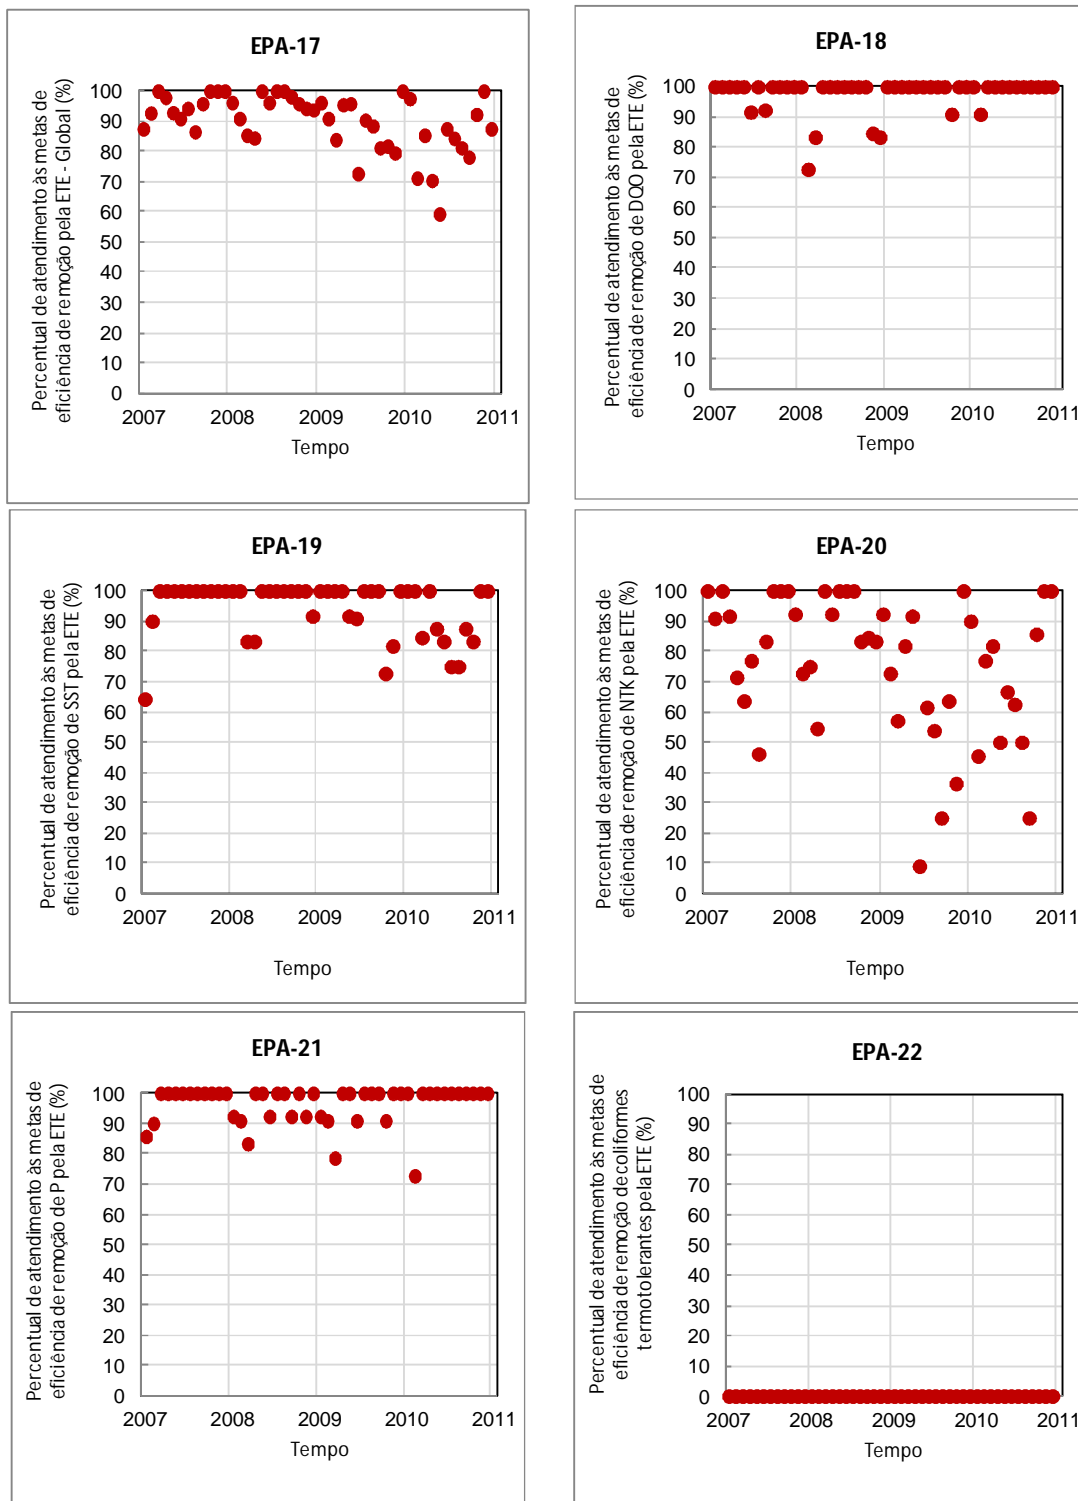 EPA-17
Percentual de atendimento às metas de
eficiência de remoção pela ETE - Global (%)
100
90
80
70
60
50
40
30
20
10
0
2007 2008 2009 2010 2011
Tempo
EPA-18
Percentual de atendimento às metas de
eficiência de remoção de DQO pela ETE (%)
100
90
80
70
60
50
40
30
20
10
0
2007 2008 2009 2010 2011
Tempo
EPA-19
Percentual de atendimento às metas de
eficiência de remoção de SST pela ETE (%)
100
90
80
70
60
50
40
30
20
10
0
2007 2008 2009 2010 2011
Tempo
EPA-20
Percentual de atendimento às metas de
eficiência de remoção de NTK pela ETE (%)
100
90
80
70
60
50
40
30
20
10
0
2007 2008 2009 2010 2011
Tempo
EPA-21
Percentual de atendimento às metas de
eficiência de remoção de P pela ETE (%)
100
90
80
70
60
50
40
30
20
10
0
2007 2008 2009 2010 2011
Tempo
EPA-22
Percentual de atendimento às metas de
eficiência de remoção de coliformes
termotolerantes pela ETE (%)
100
90
80
70
60
50
40
30
20
10
0
2007 2008 2009 2010 2011
Tempo